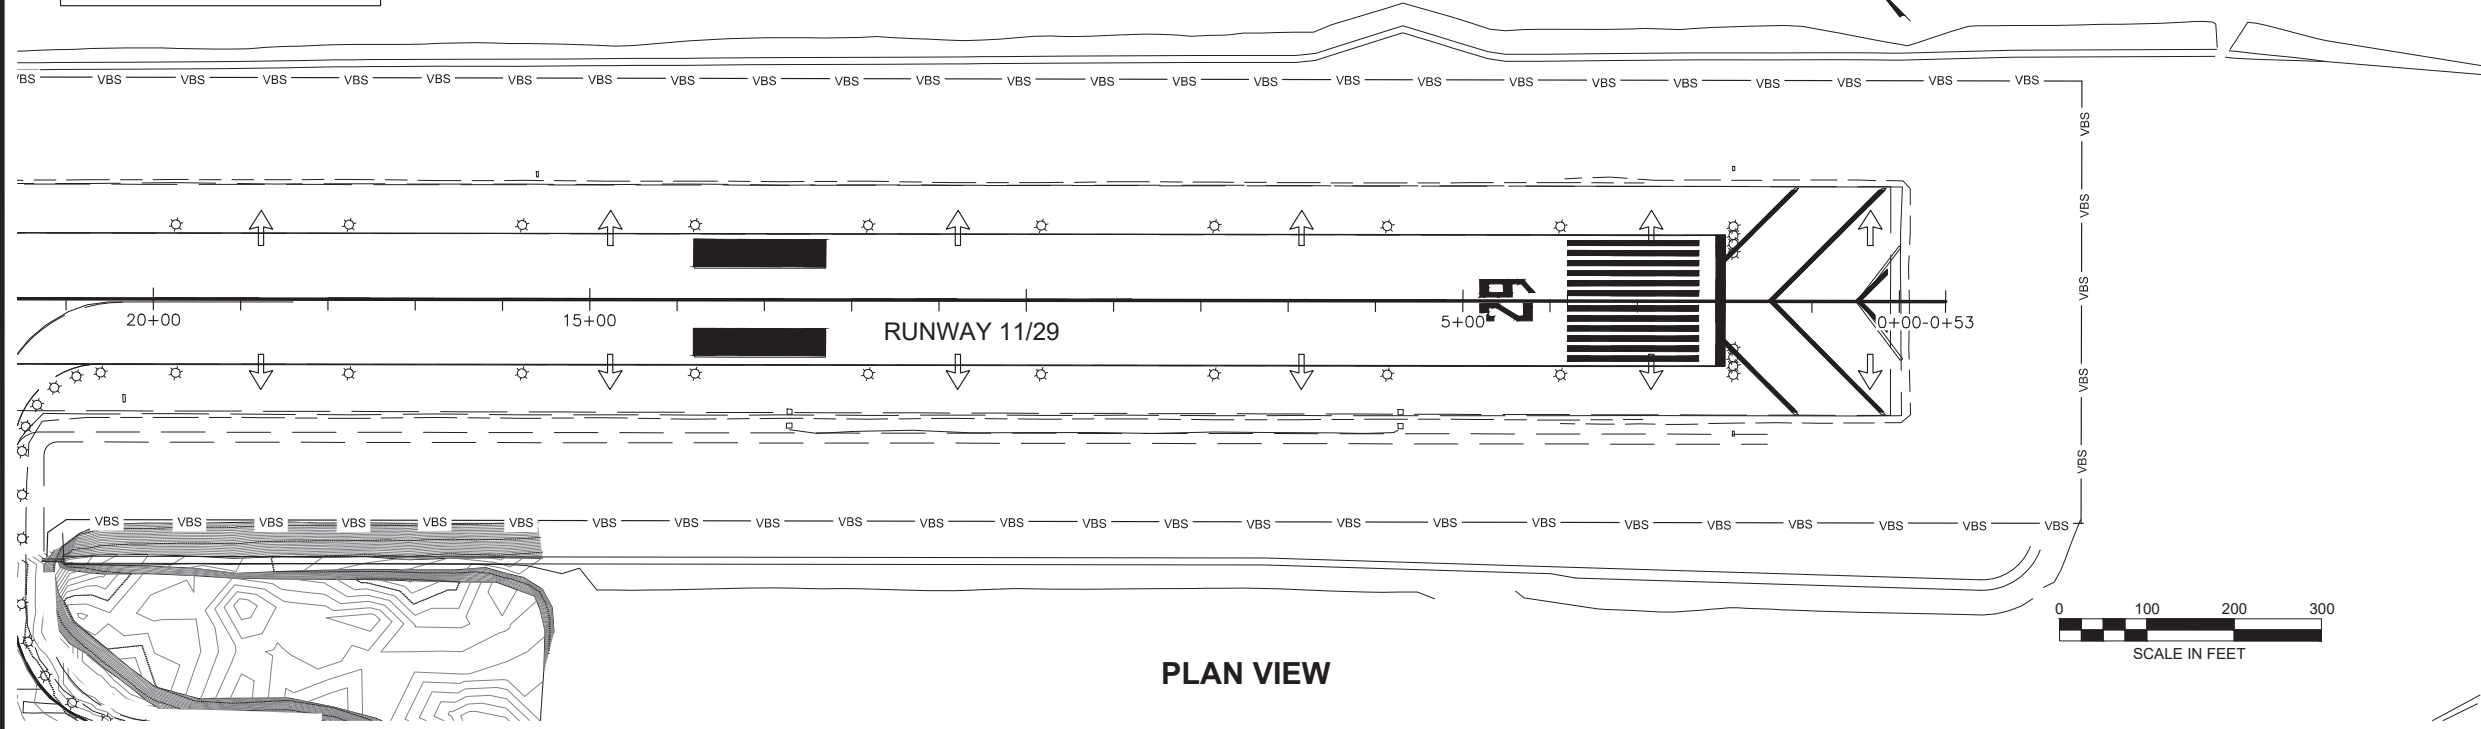 VBS VBS VBS VBS VBS VBS VBS VBS VBS VBS VBS VBS VBS VBS VBS VBS VBS VBS VBS VBS VBS VBS VBS VBS VBS
VBS
VBS
VBS
29
20+00 15+00 5+00 0+00-0+53
RUNWAY 11/29
VBS
VBS
VBS VBS VBS VBS VBS VBS VBS VBS VBS VBS VBS VBS VBS VBS VBS VBS VBS VBS VBS VBS VBS VBS VBS VBS
0 100 200 300
SCALE IN FEET
PLAN VIEW